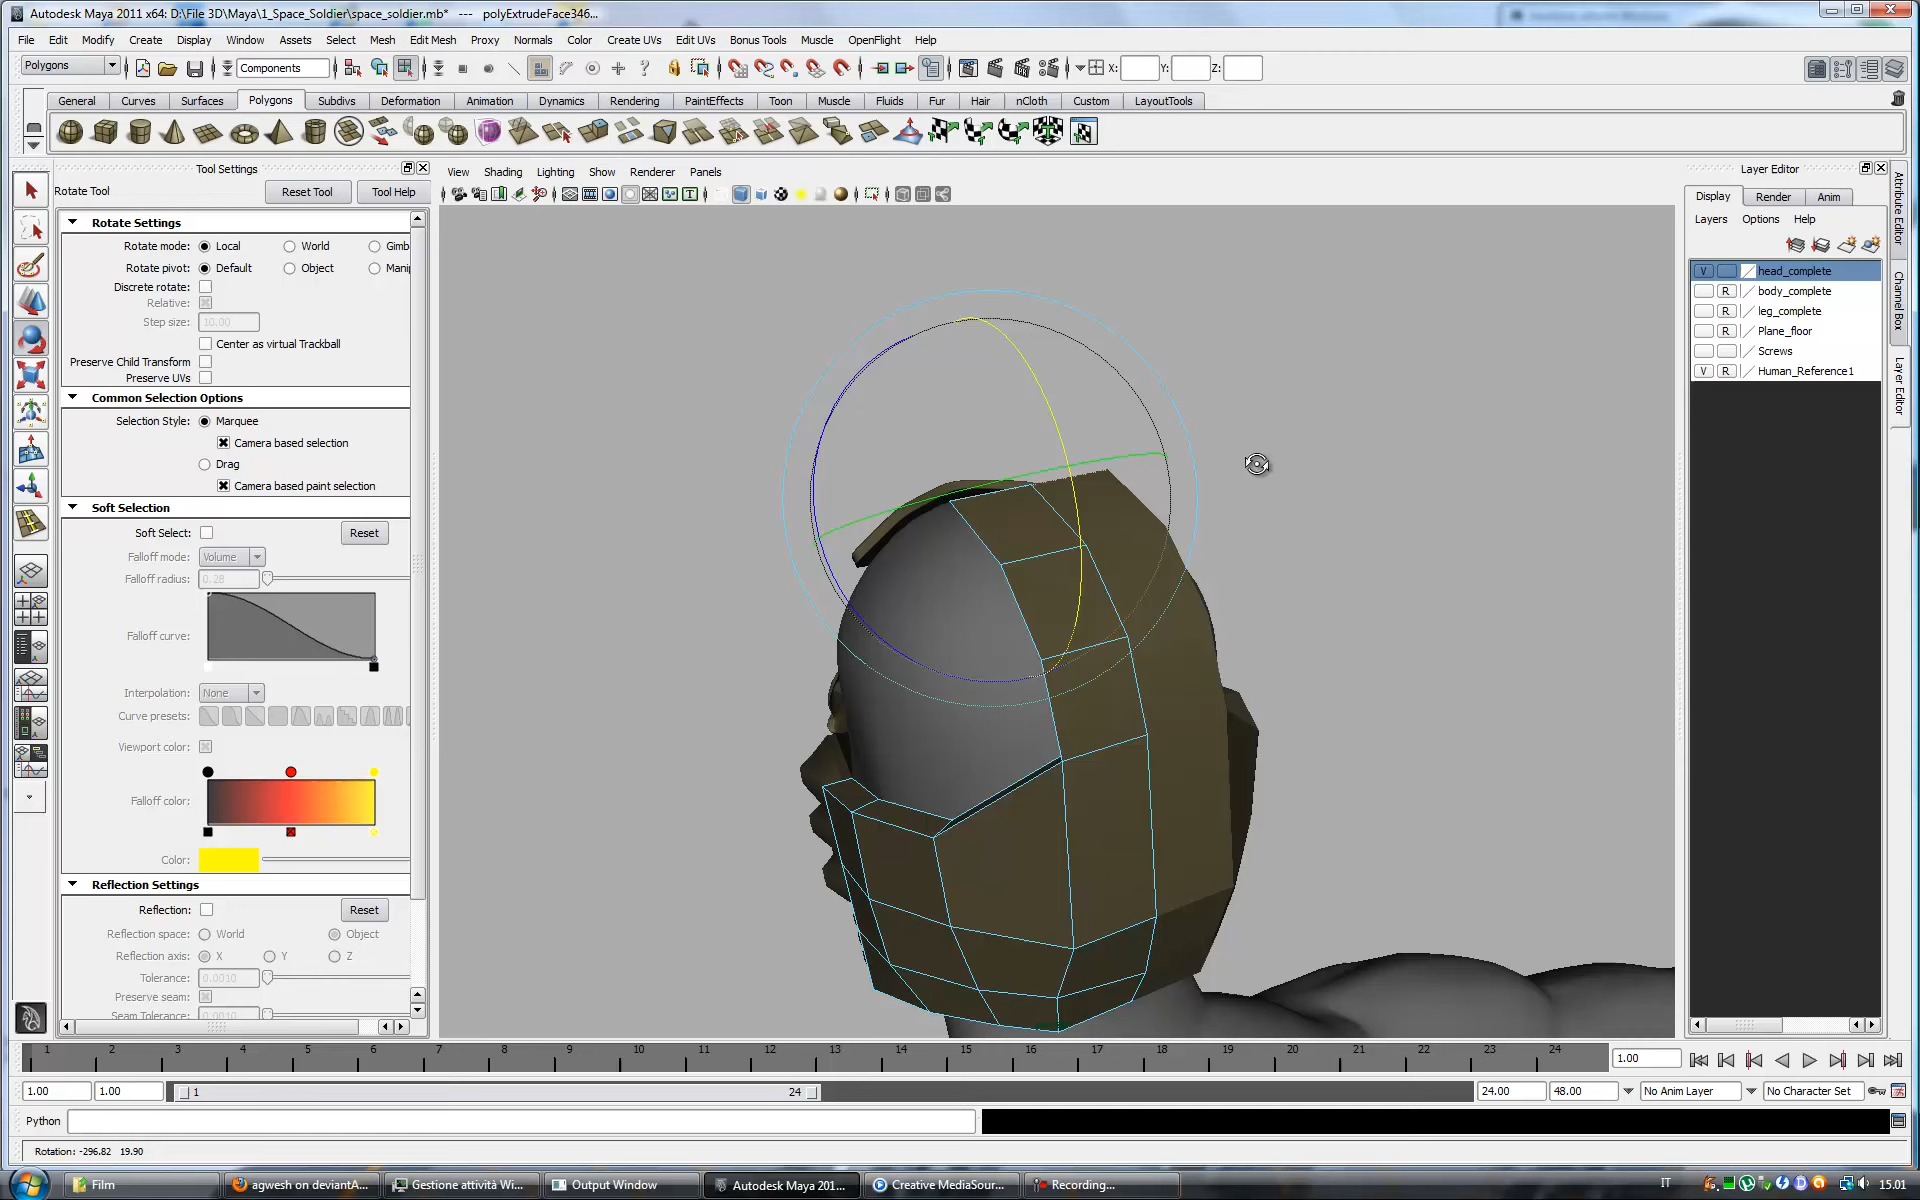 Autodesk Maya 2011 x64: D:\File 3D\Maya\1_Space_Soldier\space_soldier.mb* --- polyExtrudeFace346...
File Edit Modify Create Display Window Assets Select Mesh Edit Mesh Proxy Normals Color Create UVs Edit UVs Bonus Tools Muscle OpenFlight Help
Polygons Components X: Y: Z:
General Curves Surfaces Polygons Subdivs Deformation Animation Dynamics Rendering PaintEffects Toon Muscle Fluids Fur Hair nCloth Custom LayoutTools
Tool Settings
Rotate Tool Reset Tool Tool Help
Rotate Settings
Rotate mode: Local World Gimb
Rotate pivot: Default Object Mani
Discrete rotate:
Relative:
Step size: 10.00
Center as virtual Trackball
Preserve Child Transform
Preserve UVs
Common Selection Options
Selection Style: Marquee
Camera based selection
Drag
Camera based paint selection
Soft Selection
Soft Select: Reset
Falloff mode: Volume
Falloff radius: 0.28
Falloff curve:
Interpolation: None
Curve presets:
Viewport color:
Falloff color:
Color:
Reflection Settings
Reflection: Reset
Reflection space: World Object
Reflection axis: X Y Z
Tolerance: 0.0010
Preserve seam:
Seam Tolerance: 0.0010
View Shading Lighting Show Renderer Panels
Layer Editor
Display Render Anim
Layers Options Help
V head_complete
R body_complete
R leg_complete
R Plane_floor
Screws
V R Human_Reference1
Attribute Editor
Channel Box
Layer Editor
1 2 3 4 5 6 7 8 9 10 11 12 13 14 15 16 17 18 19 20 21 22 23 24 1.00
1.00 1.00 1 24 24.00 48.00 No Anim Layer No Character Set
Python
Rotation: -296.82 19.90
Film agwesh on deviantA... Gestione attività Wi... Output Window Autodesk Maya 201... Creative MediaSour... Recording... IT 15.01